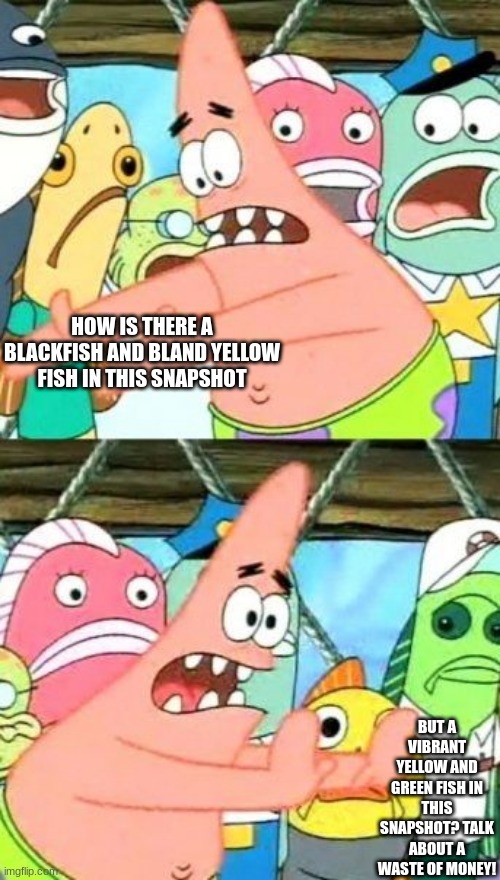 HOW IS THERE A
BLACKFISH AND BLAND YELLOW
FISH IN THIS SNAPSHOT
BUT A
VIBRANT
YELLOW AND
GREEN FISH IN
THIS
SNAPSHOT? TALK
ABOUT A
WASTE OF MONEY!
imgflip.com